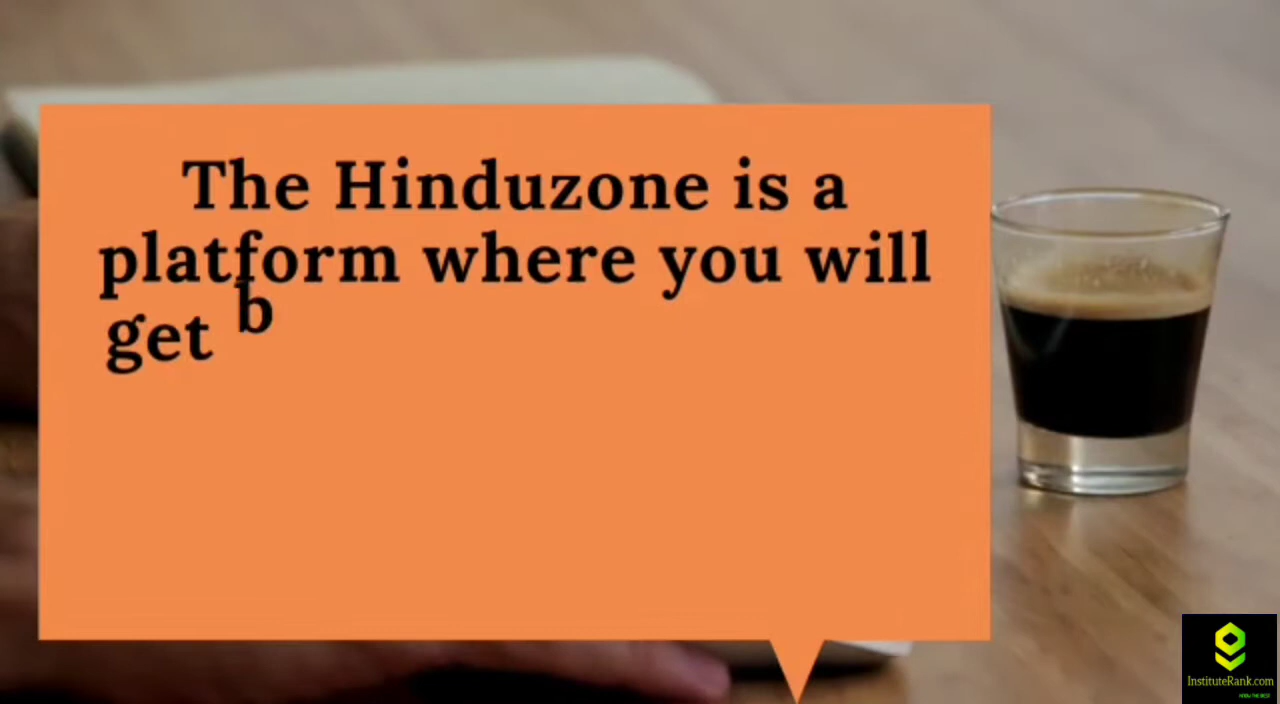 The Hinduzone is a
platform where you will
get b
InstituteRank.com